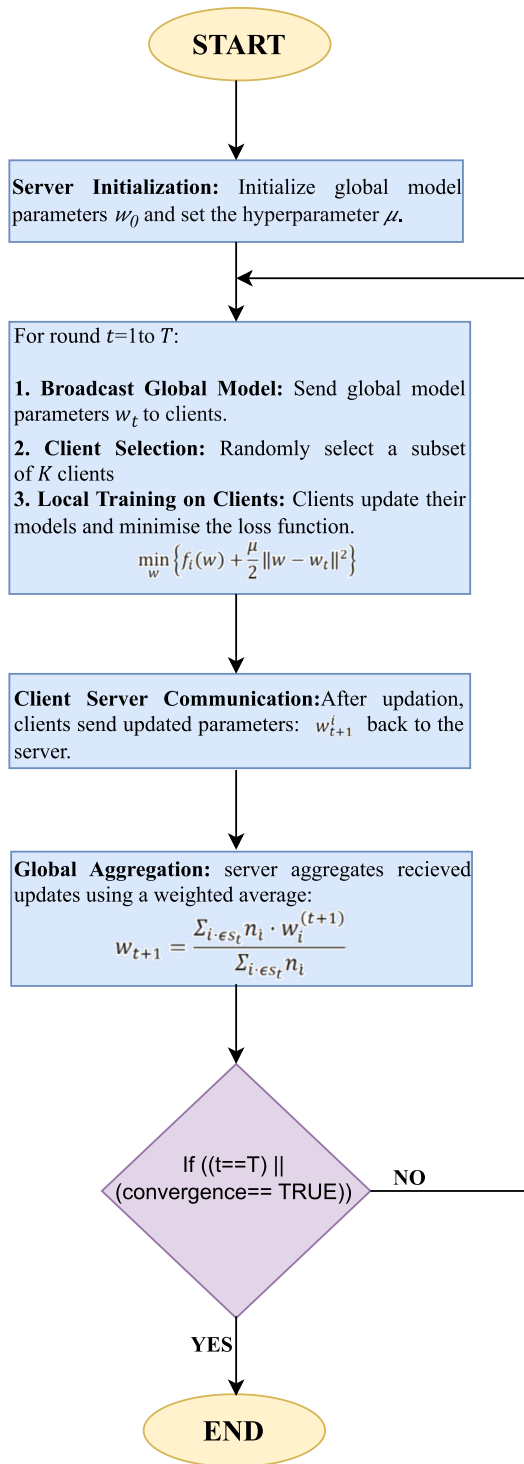 START
Server Initialization: Initialize global model
parameters w₀ and set the hyperparameter μ.
For round t=1to T:
1. Broadcast Global Model: Send global model
parameters wₜ to clients.
2. Client Selection: Randomly select a subset
of K clients
3. Local Training on Clients: Clients update their
models and minimise the loss function.
min_w {f_i(w) + μ/2 ‖w − w_t‖²}
Client Server Communication:After updation,
clients send updated parameters: w^i_{t+1} back to the
server.
Global Aggregation: server aggregates recieved
updates using a weighted average:
w_{t+1} = Σ_{i·ϵs_t} n_i · w_i^{(t+1)} / Σ_{i·ϵs_t} n_i
If ((t==T) ||
(convergence== TRUE))
NO
YES
END